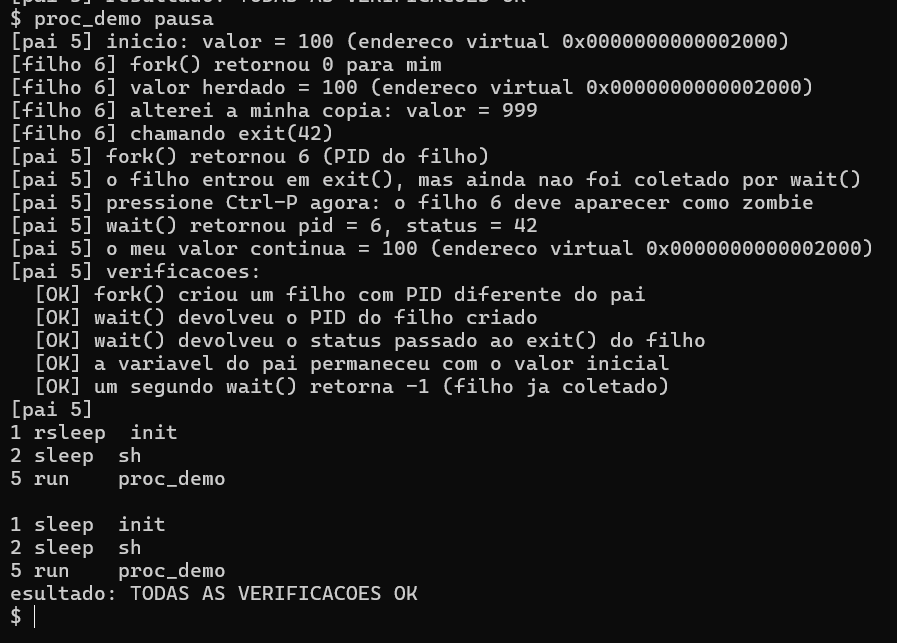 $ proc_demo pausa
[pai 5] inicio: valor = 100 (endereco virtual 0x0000000000002000)
[filho 6] fork() retornou 0 para mim
[filho 6] valor herdado = 100 (endereco virtual 0x0000000000002000)
[filho 6] alterei a minha copia: valor = 999
[filho 6] chamando exit(42)
[pai 5] fork() retornou 6 (PID do filho)
[pai 5] o filho entrou em exit(), mas ainda nao foi coletado por wait()
[pai 5] pressione Ctrl-P agora: o filho 6 deve aparecer como zombie
[pai 5] wait() retornou pid = 6, status = 42
[pai 5] o meu valor continua = 100 (endereco virtual 0x0000000000002000)
[pai 5] verificacoes:
  [OK] fork() criou um filho com PID diferente do pai
  [OK] wait() devolveu o PID do filho criado
  [OK] wait() devolveu o status passado ao exit() do filho
  [OK] a variavel do pai permaneceu com o valor inicial
  [OK] um segundo wait() retorna -1 (filho ja coletado)
[pai 5]
1 rsleep  init
2 sleep  sh
5 run    proc_demo

1 sleep  init
2 sleep  sh
5 run    proc_demo
esultado: TODAS AS VERIFICACOES OK
$